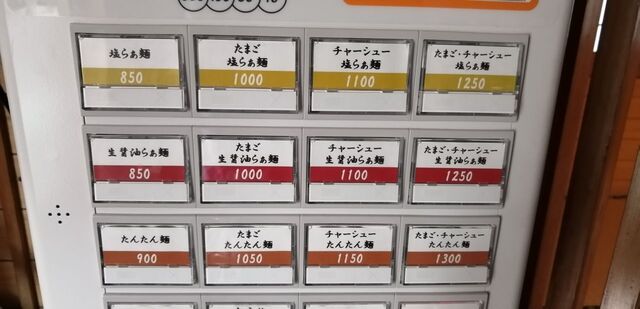 塩らぁ麺
850
たまご
塩らぁ麺
1000
チャーシュー
塩らぁ麺
1100
たまご・チャーシュー
塩らぁ麺
1250
生醤油らぁ麺
850
たまご
生醤油らぁ麺
1000
チャーシュー
生醤油らぁ麺
1100
たまご・チャーシュー
生醤油らぁ麺
1250
たんたん麺
900
たまご
たんたん麺
1050
チャーシュー
たんたん麺
1150
たまご・チャーシュー
たんたん麺
1300